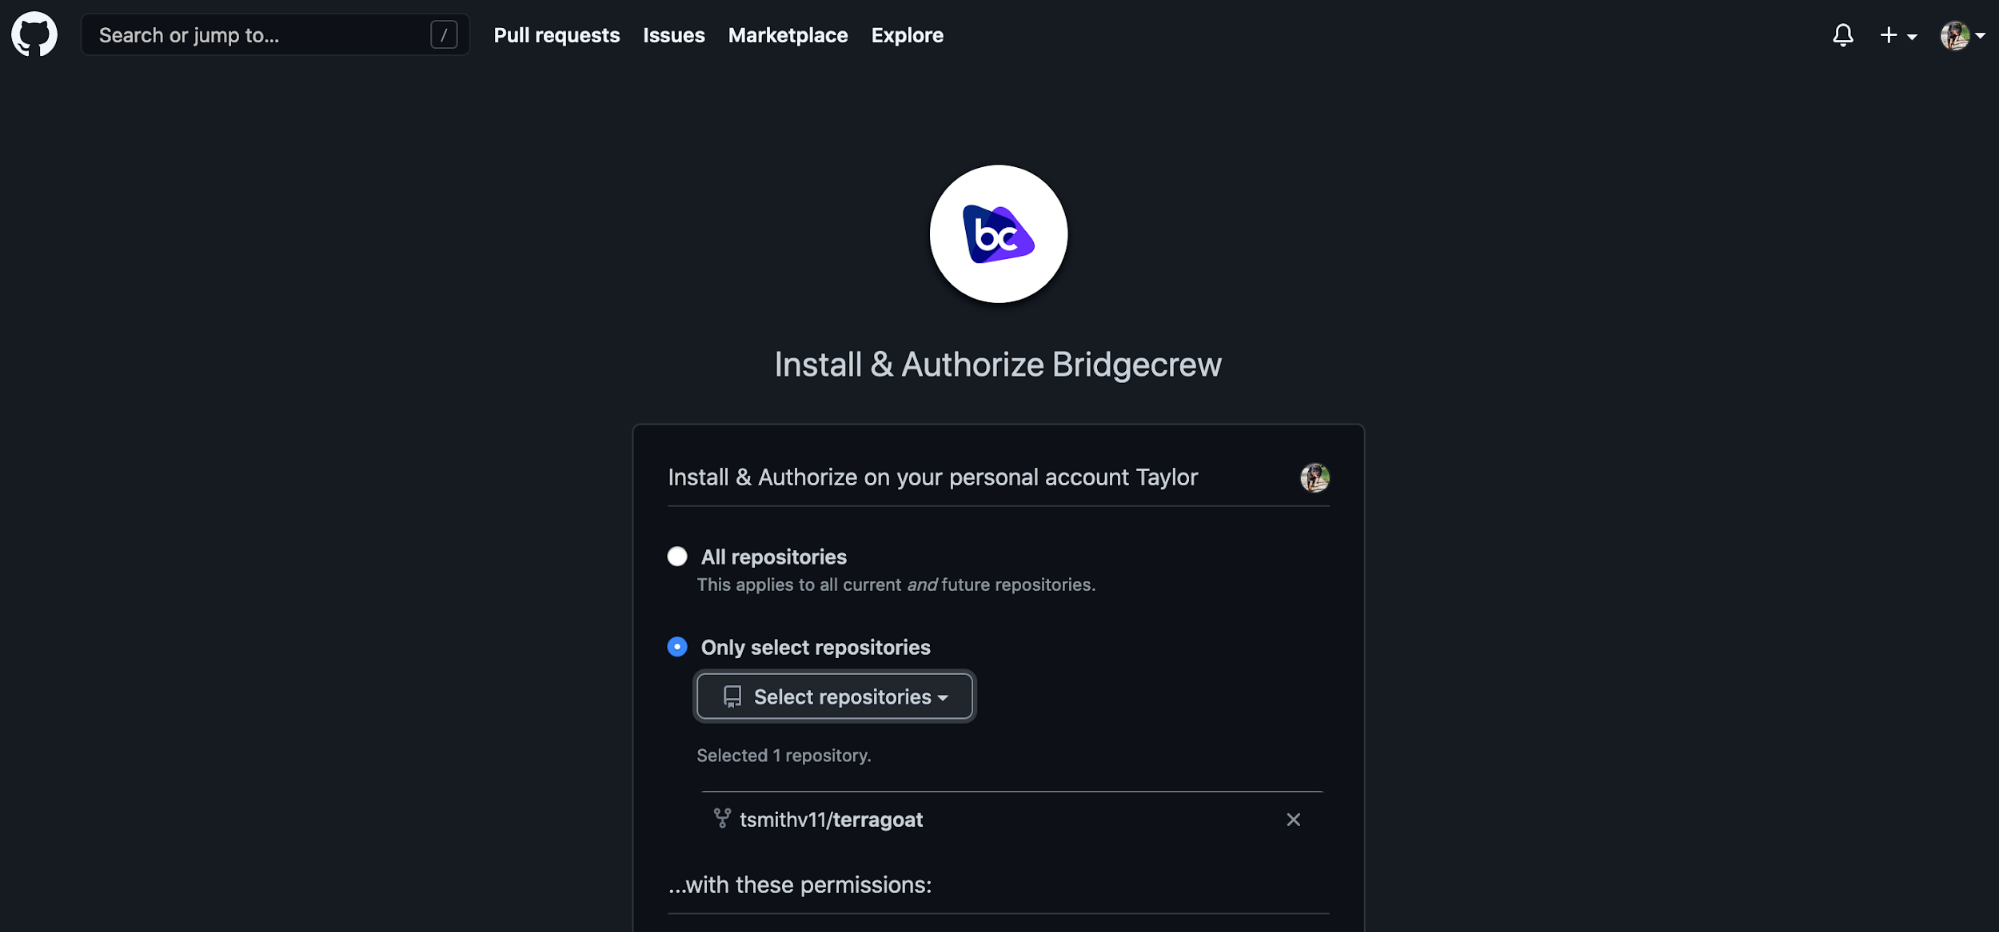 Search or jump to...
/
Pull requests
Issues
Marketplace
Explore
bc
Install & Authorize Bridgecrew
Install & Authorize on your personal account Taylor
All repositories
This applies to all current and future repositories.
Only select repositories
Select repositories
Selected 1 repository.
tsmithv11/terragoat
...with these permissions: